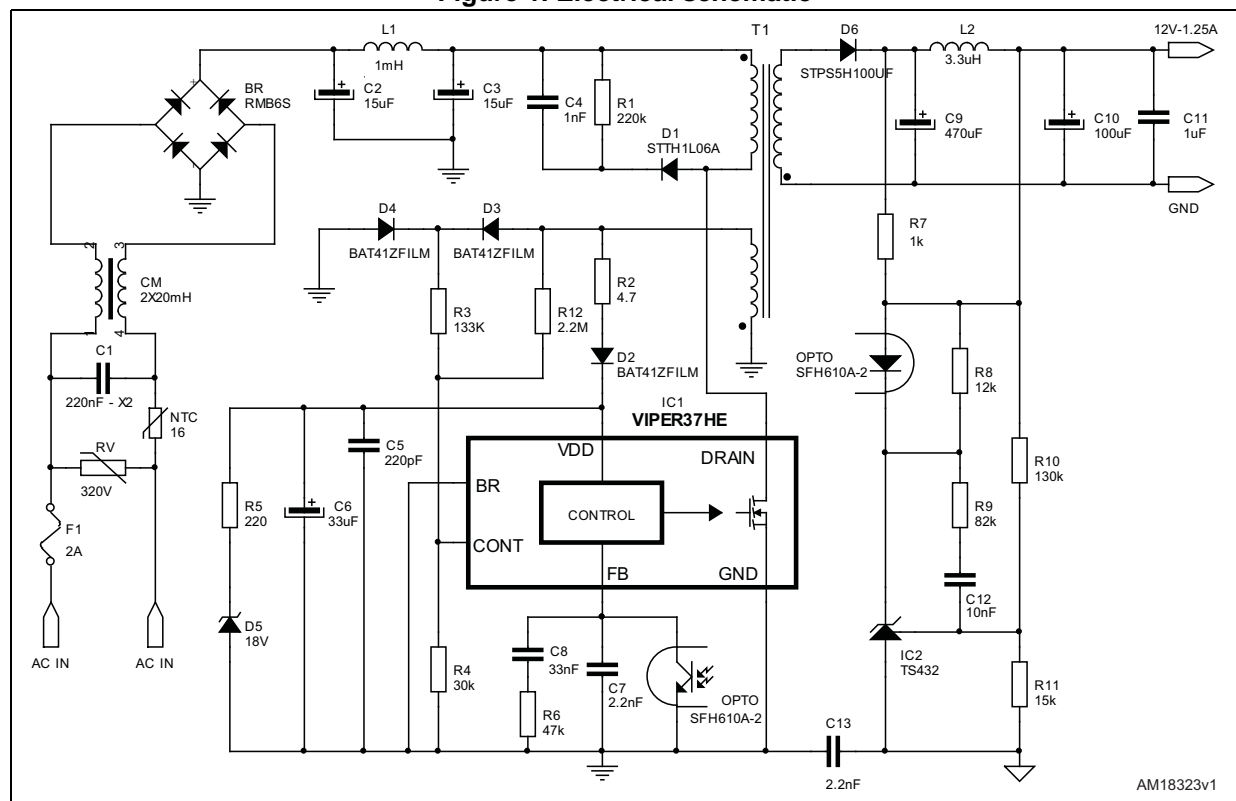 Figure 1. Electrical schematic
BR
RMB6S
L1
1mH
C2
15uF
C3
15uF
C4
1nF
R1
220k
D1
STTH1L06A
T1
D6
STPS5H100UF
L2
3.3uH
12V-1.25A
C9
470uF
C10
100uF
C11
1uF
GND
D4
BAT41ZFILM
D3
BAT41ZFILM
R2
4.7
R7
1k
2
3
CM
2X20mH
1
4
R3
133K
R12
2.2M
D2
BAT41ZFILM
OPTO
SFH610A-2
R8
12k
C1
220nF - X2
NTC
16
RV
320V
F1
2A
AC IN
AC IN
IC1
VIPER37HE
VDD
DRAIN
BR
CONTROL
CONT
FB
GND
C5
220pF
R5
220
C6
33uF
D5
18V
R10
130k
R9
82k
C12
10nF
IC2
TS432
R11
15k
R4
30k
C8
33nF
R6
47k
C7
2.2nF
OPTO
SFH610A-2
C13
2.2nF
AM18323v1